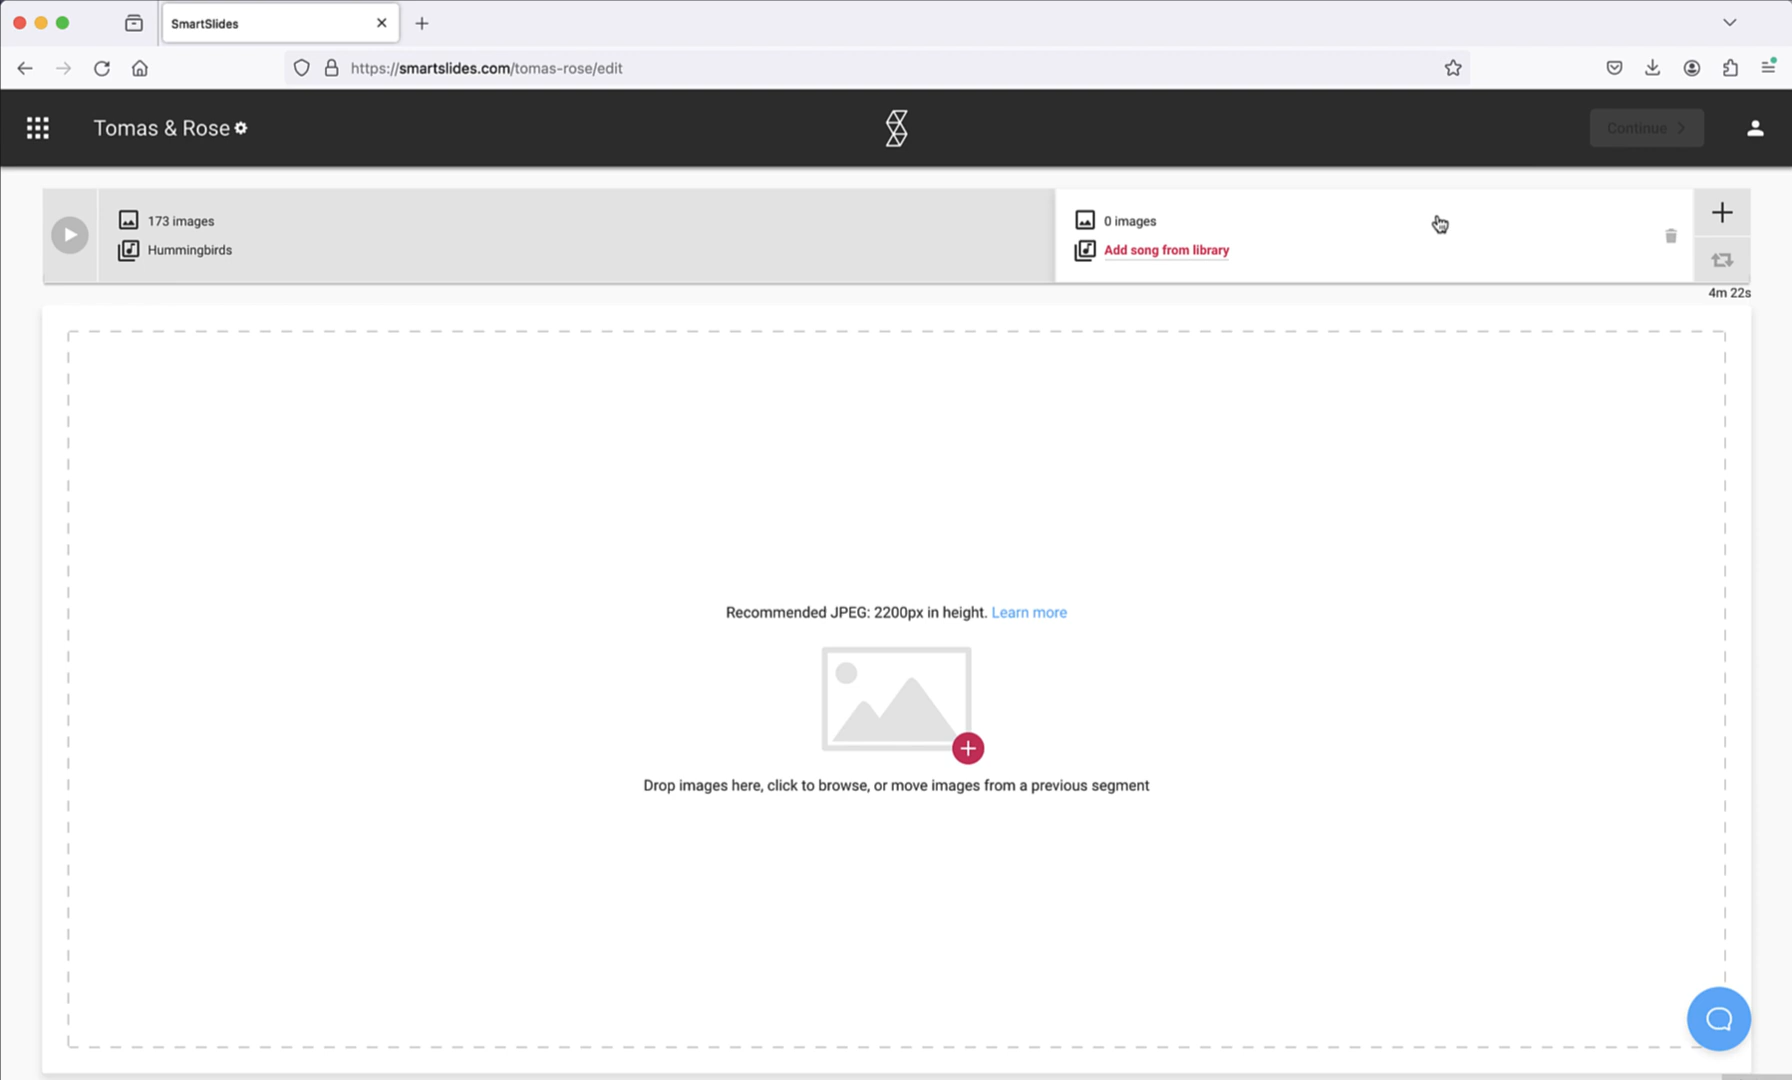 SmartSlides
https://smartslides.com/tomas-rose/edit
Tomas & Rose
Continue
173 images
Hummingbirds
0 images
Add song from library
4m 22s
Recommended JPEG: 2200px in height. Learn more
Drop images here, click to browse, or move images from a previous segment